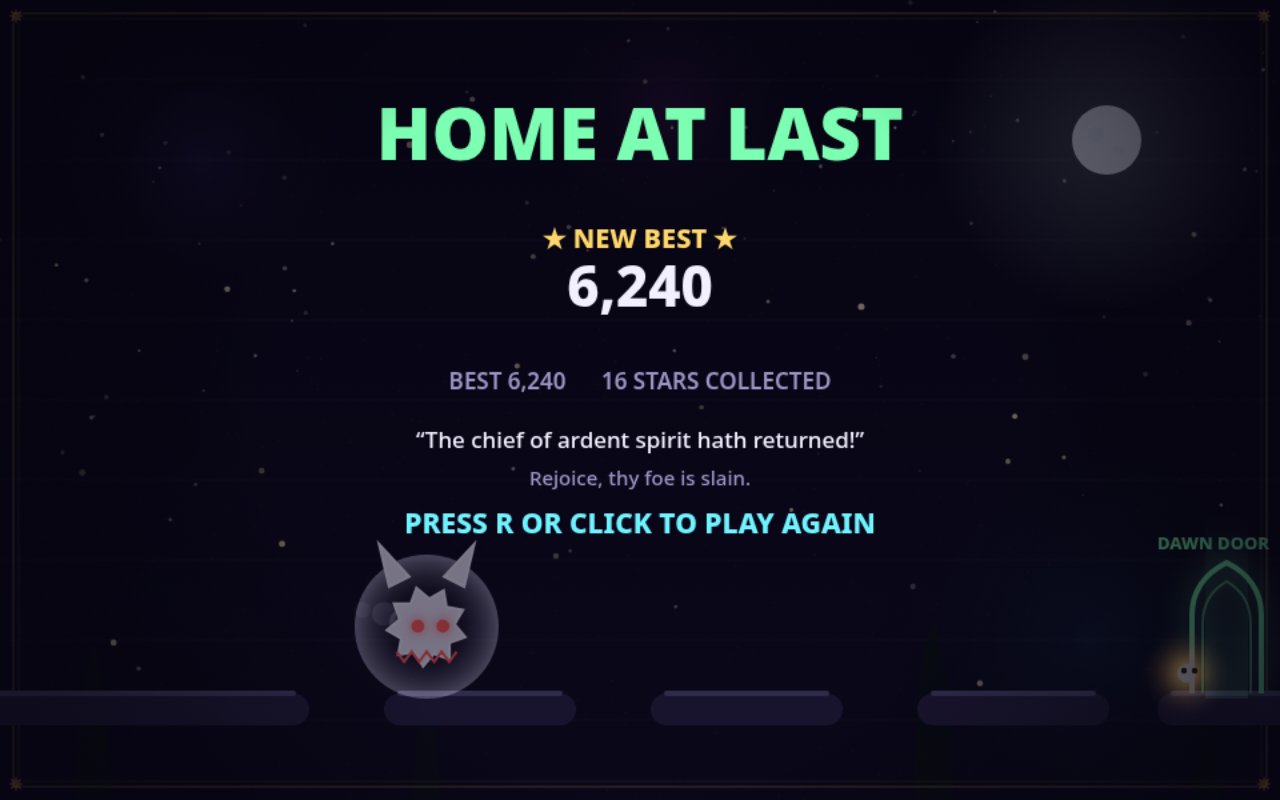 HOME AT LAST
★ NEW BEST ★
6,240
BEST 6,240 16 STARS COLLECTED
“The chief of ardent spirit hath returned!”
Rejoice, thy foe is slain.
PRESS R OR CLICK TO PLAY AGAIN
DAWN DOOR